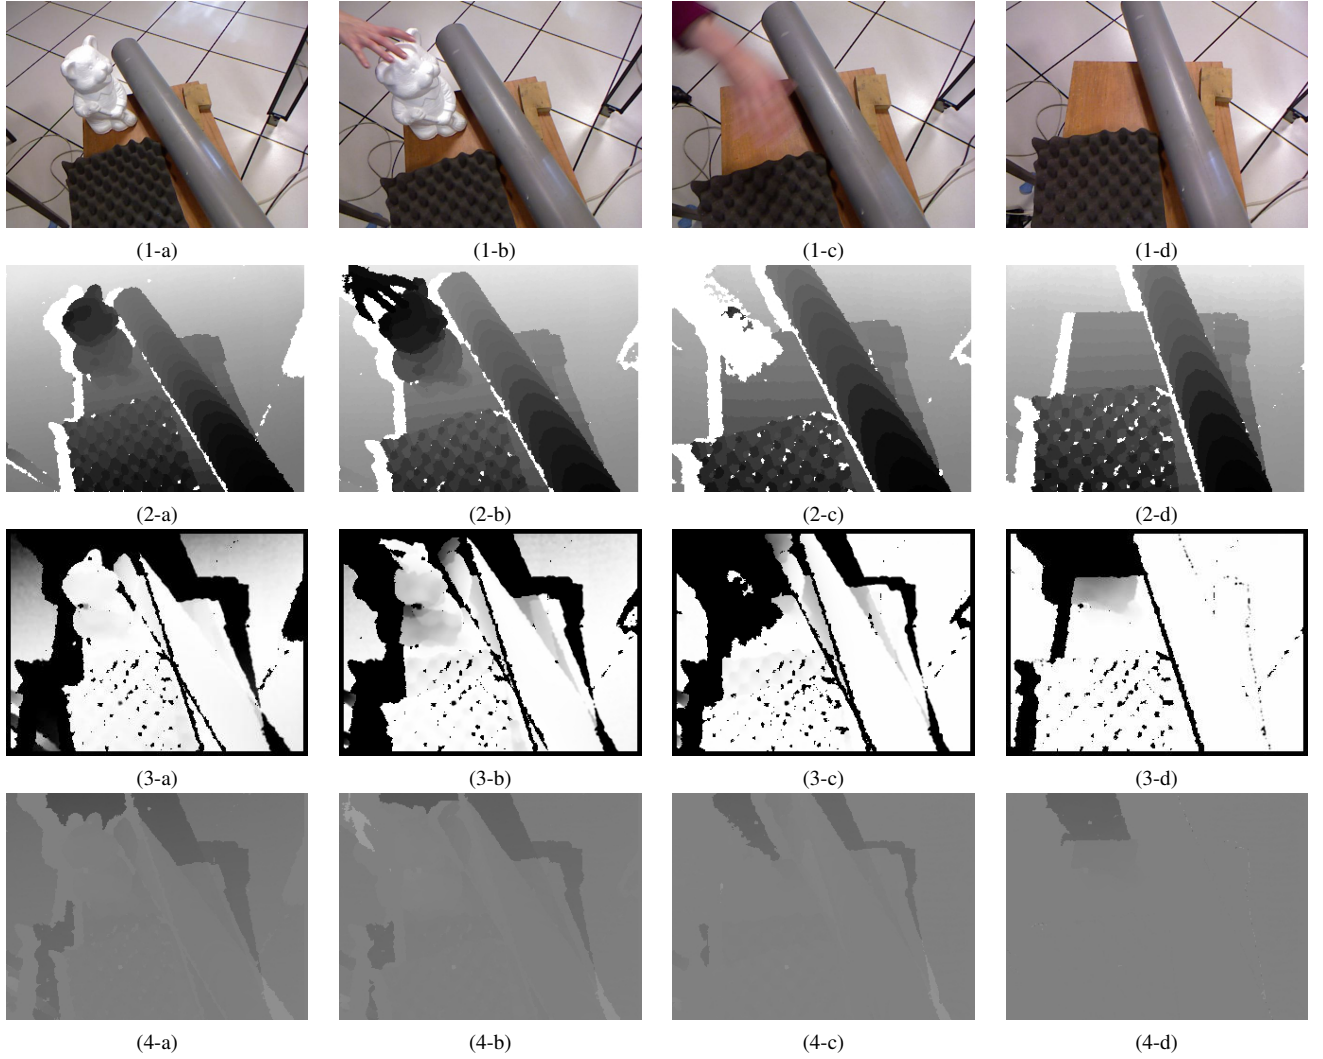 (1-a) (1-b) (1-c) (1-d)
(2-a) (2-b) (2-c) (2-d)
(3-a) (3-b) (3-c) (3-d)
(4-a) (4-b) (4-c) (4-d)